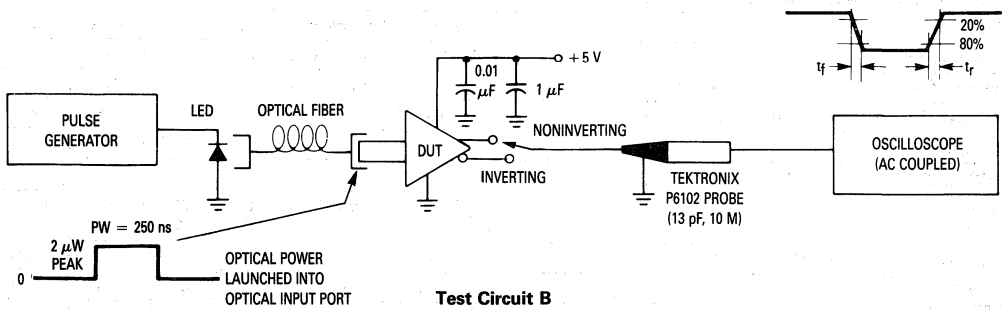 20%
80%
tf
tr
+5 V
0.01
μF
1 μF
PULSE
GENERATOR
LED
OPTICAL FIBER
DUT
NONINVERTING
INVERTING
TEKTRONIX
P6102 PROBE
(13 pF, 10 M)
OSCILLOSCOPE
(AC COUPLED)
PW = 250 ns
2 μW
PEAK
0
OPTICAL POWER
LAUNCHED INTO
OPTICAL INPUT PORT
Test Circuit B